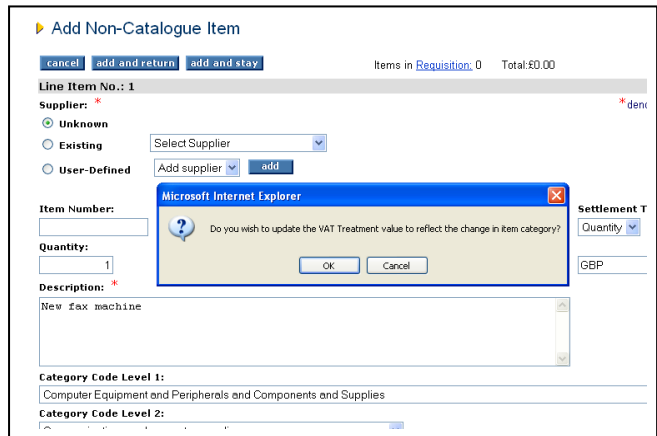 Add Non-Catalogue Item
cancel add and return add and stay Items in Requisition: 0 Total:£0.00
Line Item No.: 1
Supplier: * * deno
Unknown
Existing Select Supplier
User-Defined Add supplier add
Microsoft Internet Explorer
Do you wish to update the VAT Treatment value to reflect the change in item category?
OK Cancel
Item Number: Settlement T
Quantity
Quantity:
1 GBP
Description: *
New fax machine
Category Code Level 1:
Computer Equipment and Peripherals and Components and Supplies
Category Code Level 2: